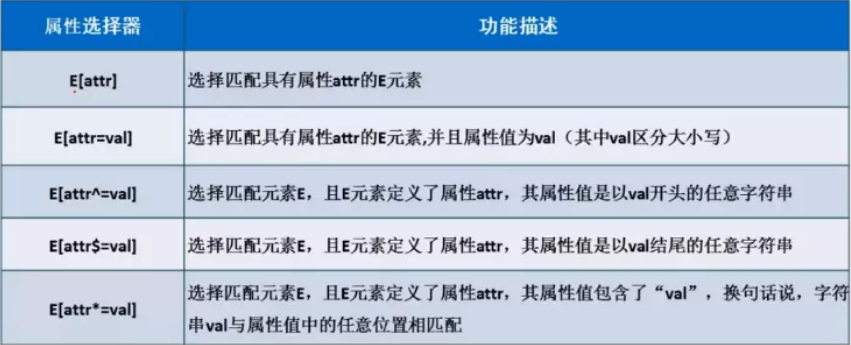 属性选择器 功能描述
E[attr] 选择匹配具有属性attr的E元素
E[attr=val] 选择匹配具有属性attr的E元素,并且属性值为val（其中val区分大小写）
E[attr^=val] 选择匹配元素E，且E元素定义了属性attr，其属性值是以val开头的任意字符串
E[attr$=val] 选择匹配元素E，且E元素定义了属性attr，其属性值是以val结尾的任意字符串
E[attr*=val] 选择匹配元素E，且E元素定义了属性attr，其属性值包含了“val”，换句话说，字符
串val与属性值中的任意位置相匹配